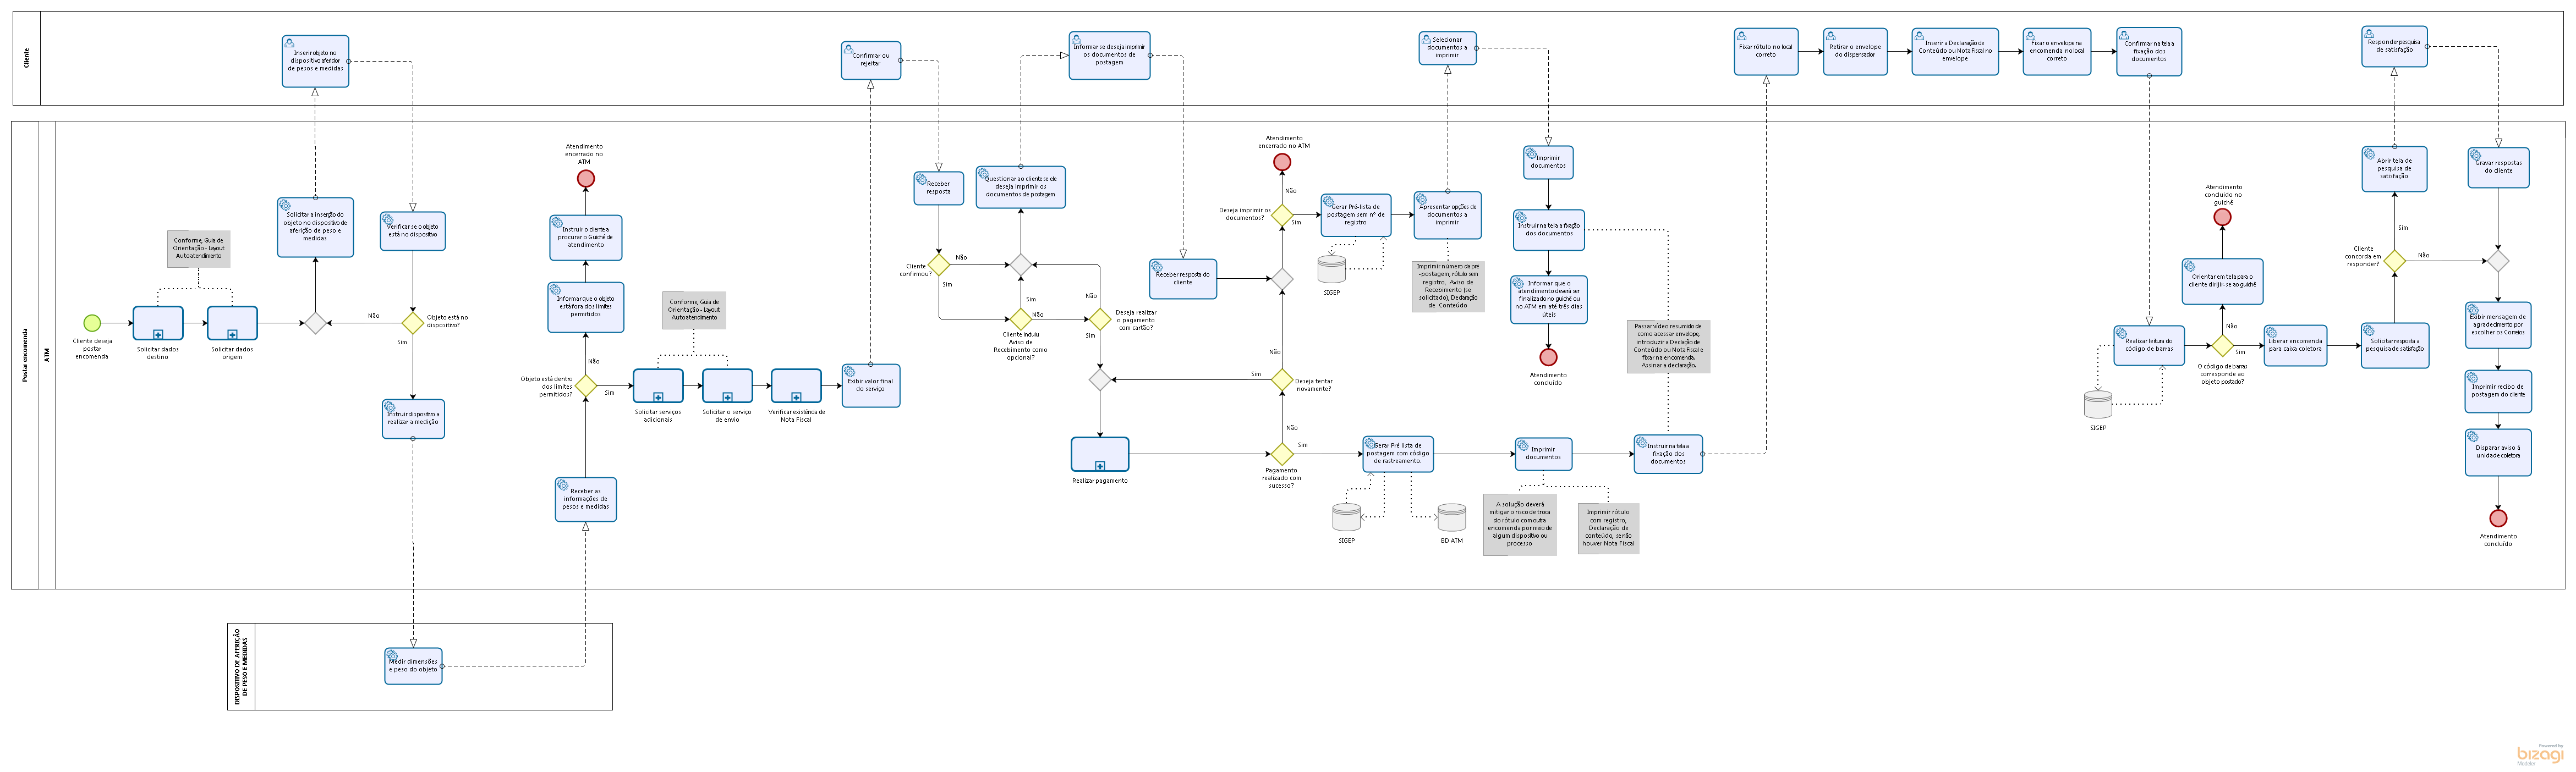 Cliente
Inserir objeto no
dispositivo aferidor
de pesos e medidas
Confirmar ou
rejeitar
Informar se deseja imprimir
os documentos de
postagem
Selecionar
documentos a
imprimir
Fixar rótulo no local
correto
Retirar o envelope
do dispensador
Inserir a Declaração de
Conteúdo ou Nota Fiscal no
envelope
Fixar o envelope na
encomenda no local
correto
Confirmar na tela a
fixação dos
documentos
Responder pesquisa
de satisfação
Postar encomenda
ATM
Cliente deseja
postar
encomenda
Conforme, Guia de
Orientação - Layout
Autoatendimento
Solicitar dados
destino
Solicitar dados
origem
Solicitar a inserção do
objeto no dispositivo de
aferição de peso e
medidas
Verificar se o objeto
está no dispositivo
Não
Objeto está no
dispositivo?
Sim
Instruir dispositivo a
realizar a medição
Atendimento
encerrado no
ATM
Instruir o cliente a
procurar o Guichê de
atendimento
Informar que o objeto
está fora dos limites
permitidos
Não
Objeto está dentro
dos limites
permitidos?
Sim
Receber as
informações de
pesos e medidas
Conforme, Guia de
Orientação - Layout
Autoatendimento
Solicitar serviços
adicionais
Solicitar o serviço
de envio
Verificar existência de
Nota Fiscal
Exibir valor final
do serviço
Receber
resposta
Cliente
confirmou?
Não
Sim
Questionar ao cliente se ele
deseja imprimir os
documentos de postagem
Sim
Não
Cliente incluiu
Aviso de
Recebimento como
opcional?
Não
Deseja realizar
o pagamento
com cartão?
Sim
Realizar pagamento
Receber resposta do
cliente
Atendimento
encerrado no ATM
Não
Deseja imprimir os
documentos?
Sim
Não
Sim
Deseja tentar
novamente?
Não
Sim
Pagamento
realizado com
sucesso?
Gerar Pré-lista de
postagem sem nº de
registro
SIGEP
Apresentar opções de
documentos a
imprimir
Imprimir número da pré
-postagem, rótulo sem
registro, Aviso de
Recebimento (se
solicitado), Declaração
de Conteúdo
Gerar Pré lista de
postagem com código
de rastreamento.
SIGEP
BD ATM
Imprimir
documentos
Instruir na tela a fixação
dos documentos
Informar que o
atendimento deverá ser
finalizado no guichê ou
no ATM em até três dias
úteis
Atendimento
concluído
Imprimir
documentos
A solução deverá
mitigar o risco de troca
do rótulo com outra
encomenda por meio de
algum dispositivo ou
processo
Imprimir rótulo
com registro,
Declaração de
conteúdo, se não
houver Nota Fiscal
Passar vídeo resumido de
como acessar envelope,
introduzir a Declação de
Conteúdo ou Nota Fiscal e
fixar na encomenda.
Assinar a declaração.
Instruir na tela a
fixação dos
documentos
Realizar leitura do
código de barras
SIGEP
Atendimento
concluído no
guichê
Orientar em tela para o
cliente dirigir-se ao guichê
Não
Sim
O código de barras
corresponde ao
objeto postado?
Liberar encomenda
para caixa coletora
Solicitar resposta a
pesquisa de satisfação
Abrir tela de
pesquisa de
satisfação
Sim
Cliente
concorda em
responder?
Não
Gravar respostas
do cliente
Exibir mensagem de
agradecimento por
escolher os Correios
Imprimir recibo de
postagem do cliente
Disparar aviso à
unidade coletora
Atendimento
concluído
DISPOSITIVO DE AFERIÇÃO
DE PESO E MEDIDAS
Medir dimensões
e peso do objeto
Powered by
bizagi
Modeler